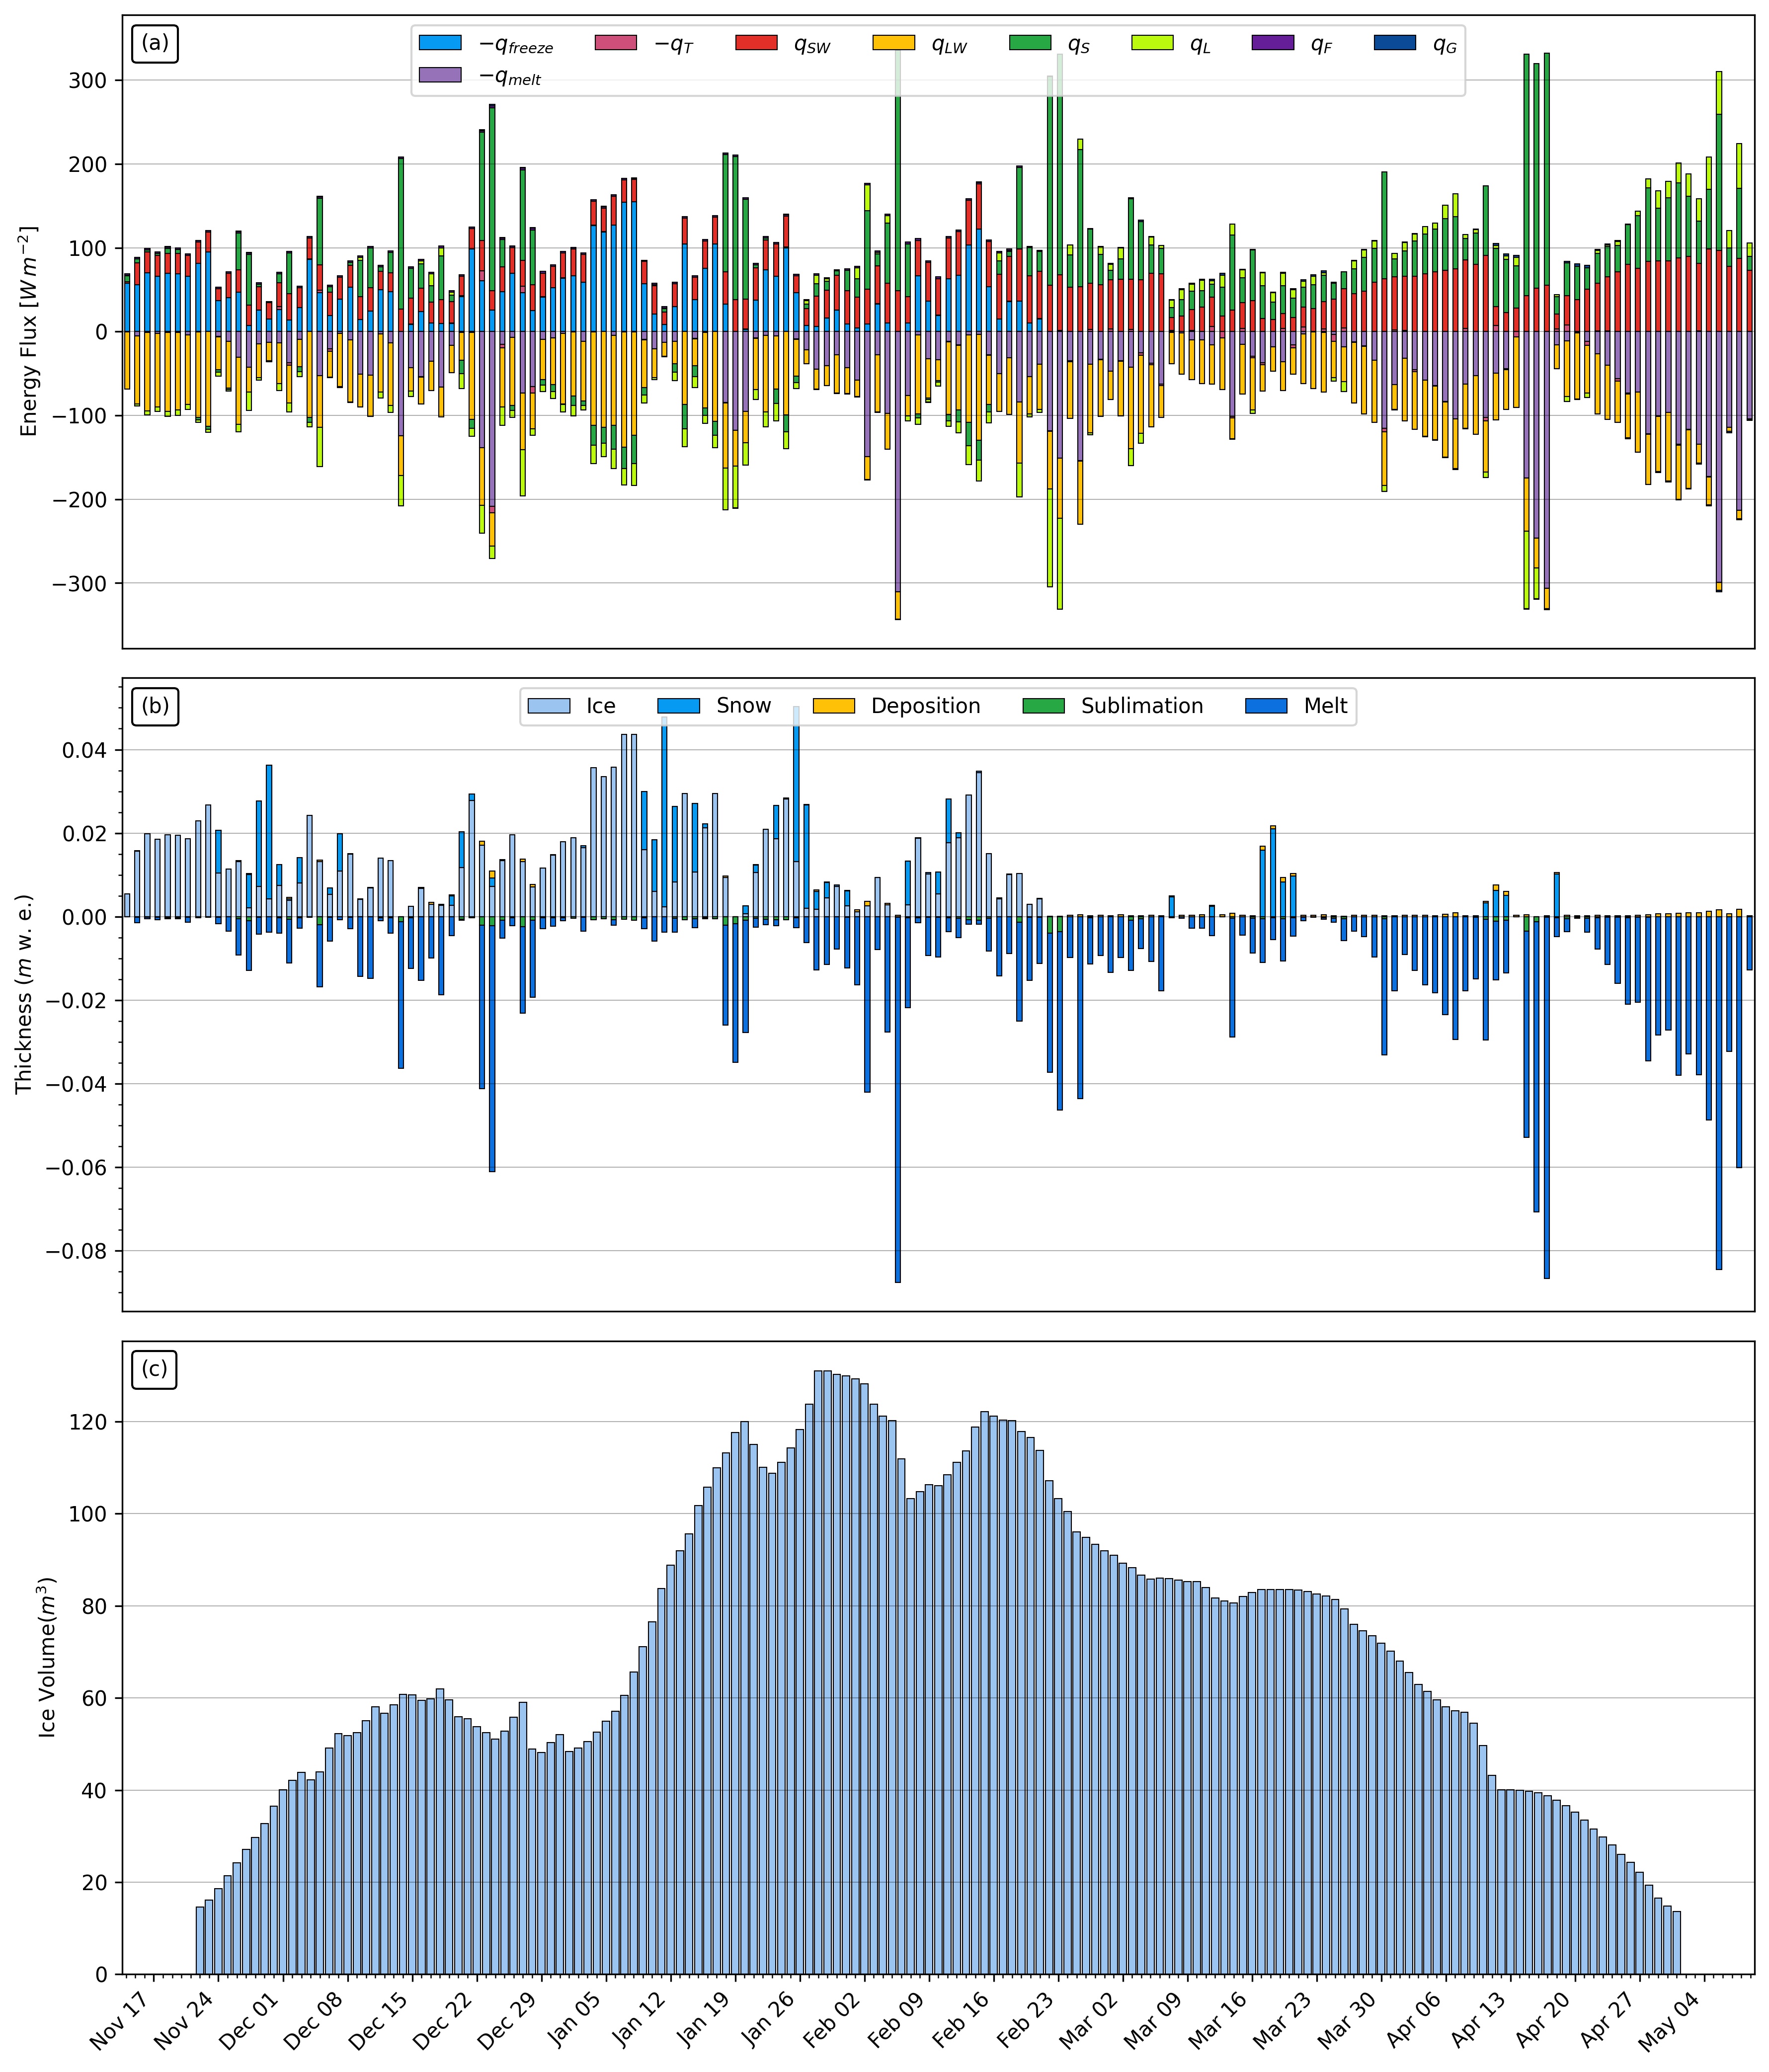 (a)
−q_freeze −q_T q_SW q_LW q_S q_L q_F q_G
−q_melt
Energy Flux [W m⁻²]
300
200
100
0
−100
−200
−300
(b)
Ice Snow Deposition Sublimation Melt
Thickness (m w. e.)
0.04
0.02
0.00
−0.02
−0.04
−0.06
−0.08
(c)
Ice Volume(m³)
120
100
80
60
40
20
0
Nov 17 Nov 24 Dec 01 Dec 08 Dec 15 Dec 22 Dec 29 Jan 05 Jan 12 Jan 19 Jan 26 Feb 02 Feb 09 Feb 16 Feb 23 Mar 02 Mar 09 Mar 16 Mar 23 Mar 30 Apr 06 Apr 13 Apr 20 Apr 27 May 04